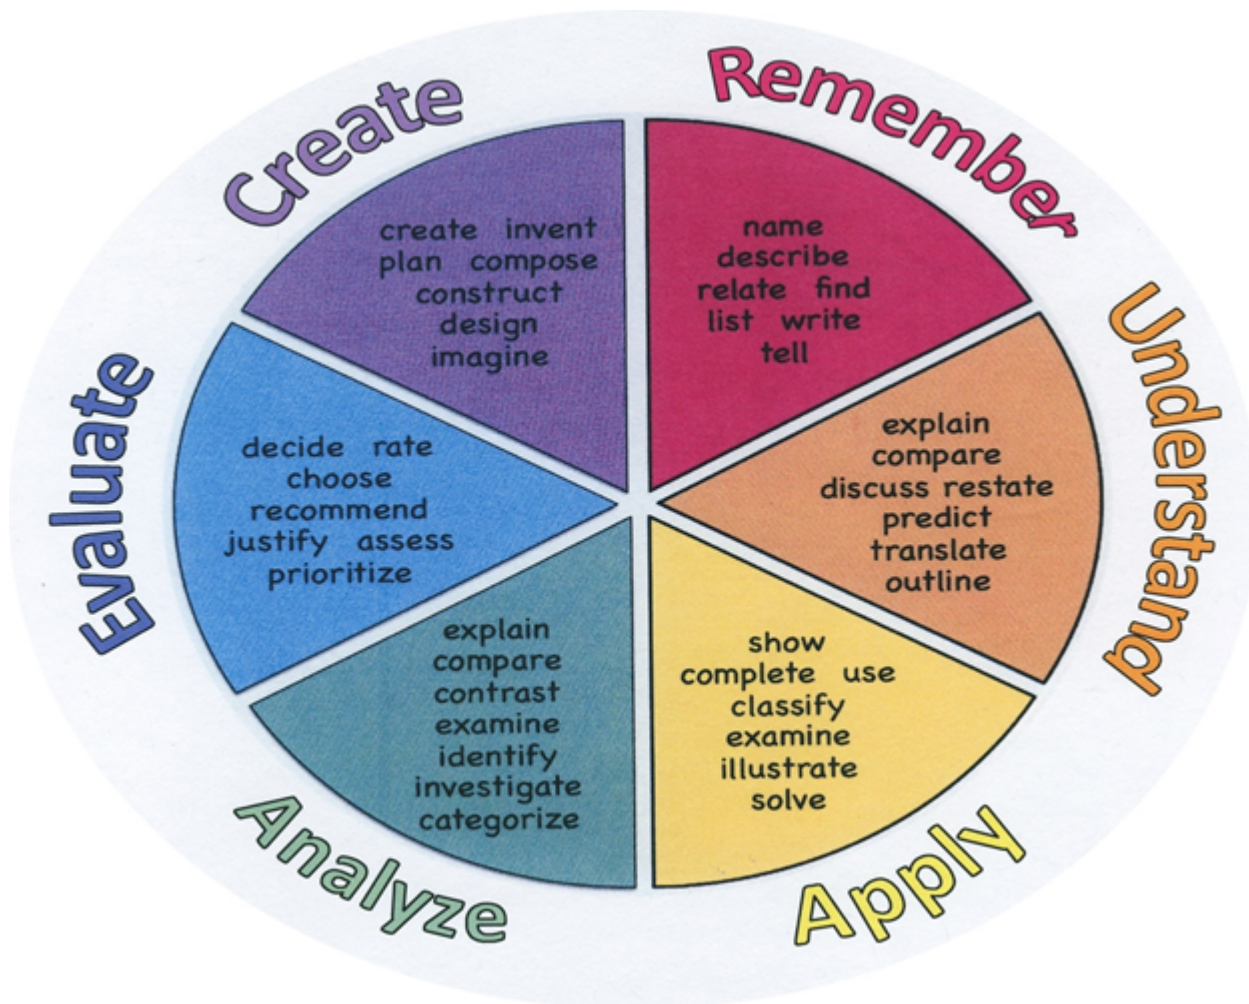 Remember
name
describe
relate find
list write
tell
Understand
explain
compare
discuss restate
predict
translate
outline
Apply
show
complete use
classify
examine
illustrate
solve
Analyze
explain
compare
contrast
examine
identify
investigate
categorize
Evaluate
decide rate
choose
recommend
justify assess
prioritize
Create
create invent
plan compose
construct
design
imagine